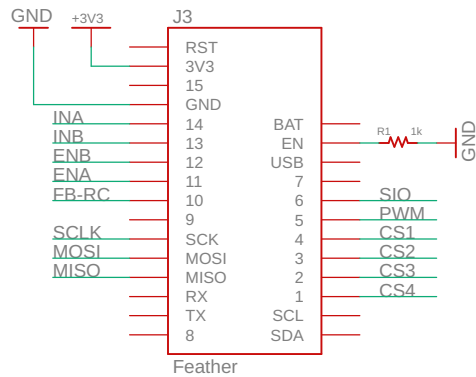 GND
+3V3
J3
RST
3V3
15
GND
INA 14 BAT
INB 13 EN R1 1k GND
ENB 12 USB
ENA 11 7
FB-RC 10 6 SIO
9 5 PWM
SCLK SCK 4 CS1
MOSI MOSI 3 CS2
MISO MISO 2 CS3
RX 1 CS4
TX SCL
8 SDA
Feather